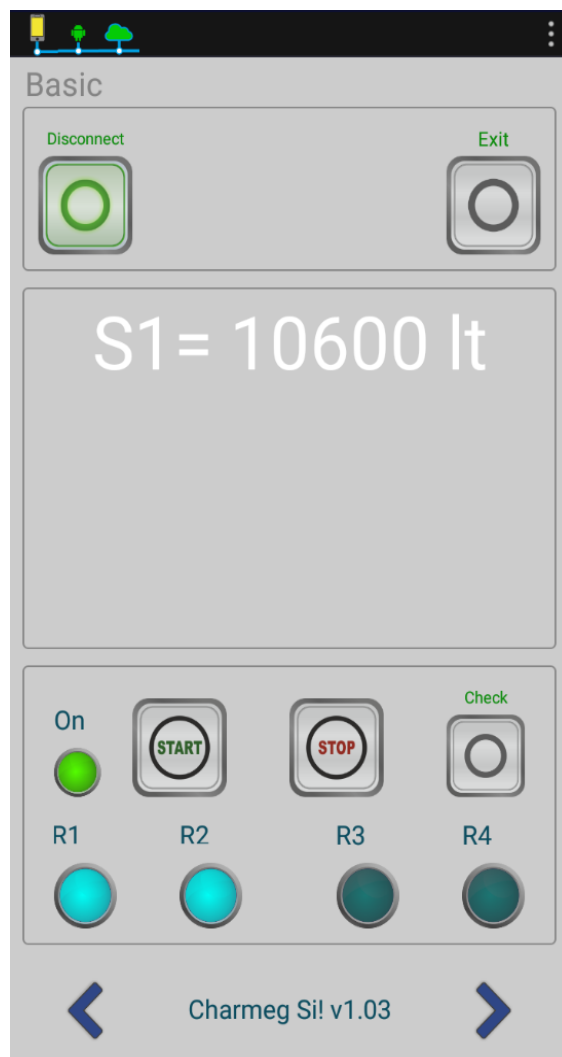 Basic
Disconnect
Exit
S1= 10600 lt
Check
On
START
STOP
R1 R2 R3 R4
Charmeg Si! v1.03